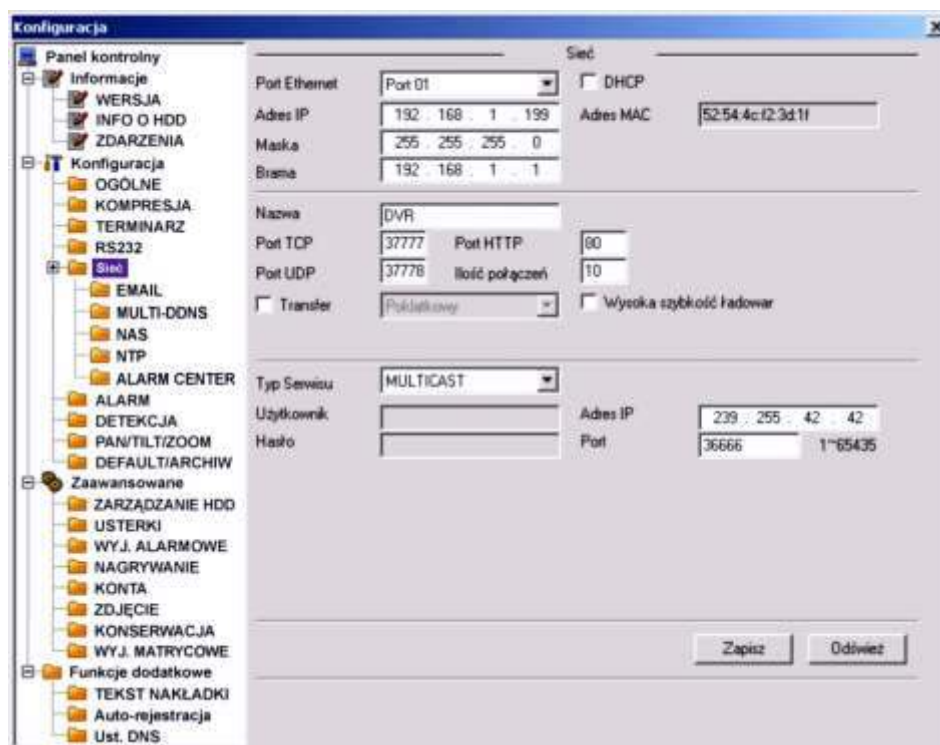 Konfiguracja
Panel kontrolny
Informacje
WERSJA
INFO O HDD
ZDARZENIA
Konfiguracja
OGÓLNE
KOMPRESJA
TERMINARZ
RS232
Sieć
EMAIL
MULTI-DDNS
NAS
NTP
ALARM CENTER
ALARM
DETEKCJA
PAN/TILT/ZOOM
DEFAULT/ARCHIW
Zaawansowane
ZARZĄDZANIE HDD
USTERKI
WYJ. ALARMOWE
NAGRYWANIE
KONTA
ZDJĘCIE
KONSERWACJA
WYJ. MATRYCOWE
Funkcje dodatkowe
TEKST NAKŁADKI
Auto-rejestracja
Ust. DNS
Sieć
Port Ethernet Port 01 DHCP
Adres IP 192 . 168 . 1 . 199 Adres MAC 52:54:4c:f2:3d:1f
Maska 255 . 255 . 255 . 0
Brama 192 . 168 . 1 . 1
Nazwa DVR
Port TCP 37777 Port HTTP 80
Port UDP 37778 Ilość połączeń 10
Transfer Poklatkowy Wysoka szybkość ładowar
Typ Serwisu MULTICAST
Użytkownik Adres IP 239 . 255 . 42 . 42
Hasło Port 36666 1~65435
Zapisz Odśwież